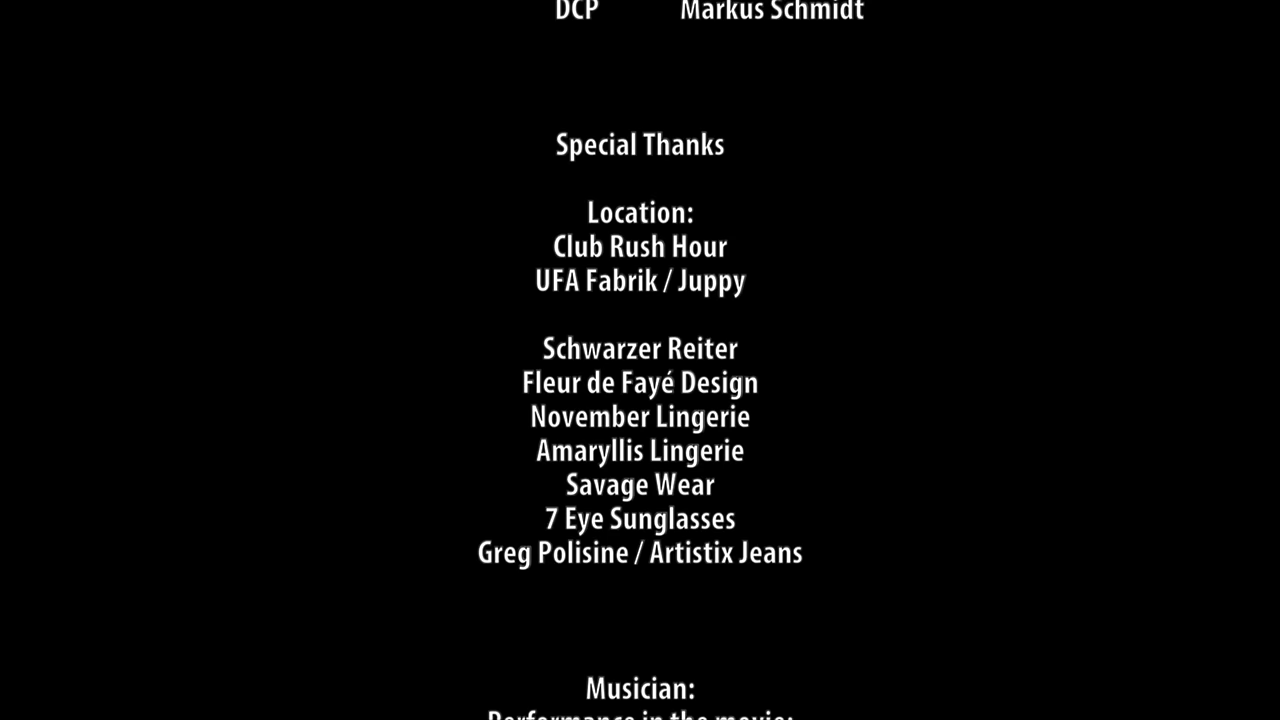 DCP Markus Schmidt
Special Thanks
Location:
Club Rush Hour
UFA Fabrik / Juppy
Schwarzer Reiter
Fleur de Fayé Design
November Lingerie
Amaryllis Lingerie
Savage Wear
7 Eye Sunglasses
Greg Polisine / Artistix Jeans
Musician:
Performance in the movie: